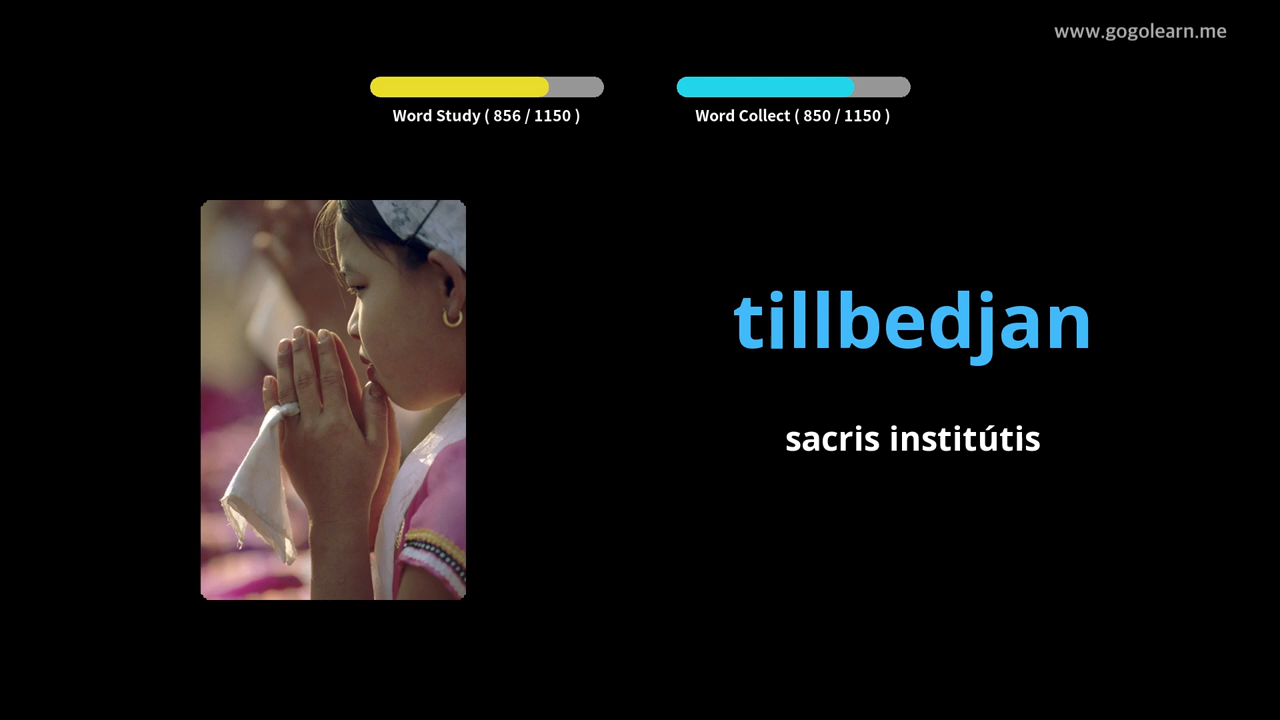 www.gogolearn.me
Word Study ( 856 / 1150 )
Word Collect ( 850 / 1150 )
tillbedjan
sacris institútis